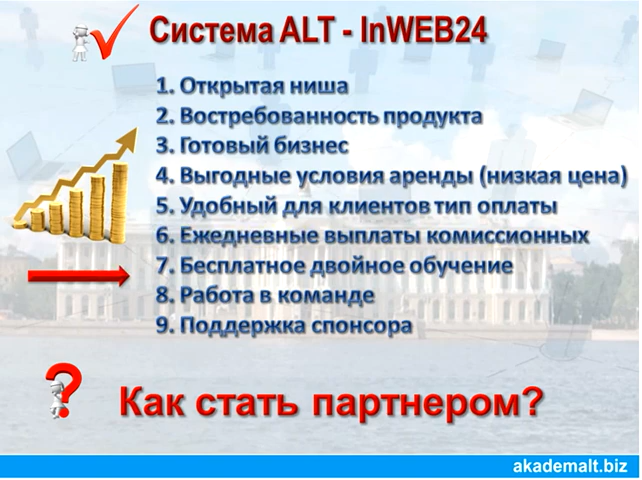 Система ALT - InWEB24
1. Открытая ниша
2. Востребованность продукта
3. Готовый бизнес
4. Выгодные условия аренды (низкая цена)
5. Удобный для клиентов тип оплаты
6. Ежедневные выплаты комиссионных
7. Бесплатное двойное обучение
8. Работа в команде
9. Поддержка спонсора
? Как стать партнером?
akademalt.biz